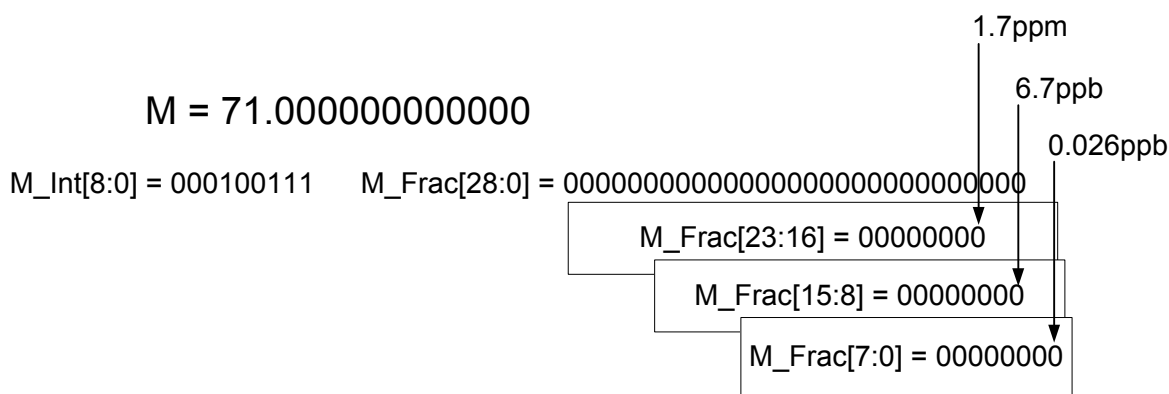 1.7ppm
6.7ppb
M = 71.000000000000
0.026ppb
M_Int[8:0] = 000100111 M_Frac[28:0] = 00000000000000000000000000000
M_Frac[23:16] = 00000000
M_Frac[15:8] = 00000000
M_Frac[7:0] = 00000000